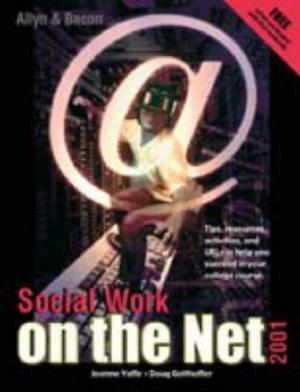 Allyn & Bacon
FREE
@
Tips, resources,
activities, and
URLs to help you
succeed in your
college course.
Social Work
on the Net
2001
Joanne Yaffe • Doug Gotthoffer